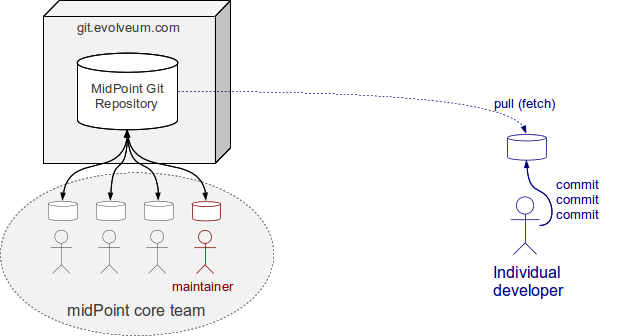 git.evolveum.com
MidPoint Git
Repository
pull (fetch)
commit
commit
commit
Individual
developer
maintainer
midPoint core team